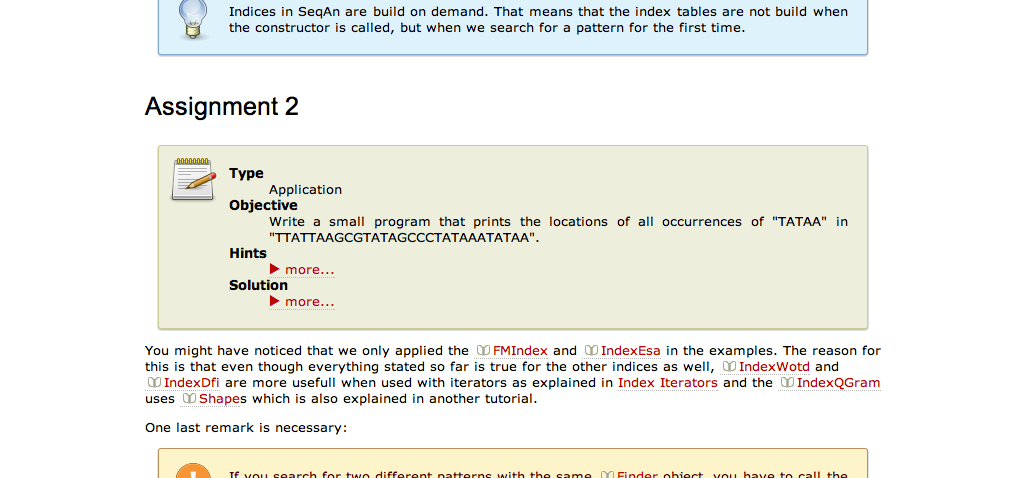 Indices in SeqAn are build on demand. That means that the index tables are not build when
the constructor is called, but when we search for a pattern for the first time.
Assignment 2
Type
Application
Objective
Write a small program that prints the locations of all occurrences of "TATAA" in
"TTATTAAGCGTATAGCCCTATAAATATAA".
Hints
more...
Solution
more...
You might have noticed that we only applied the FMIndex and IndexEsa in the examples. The reason for
this is that even though everything stated so far is true for the other indices as well, IndexWotd and
IndexDfi are more usefull when used with iterators as explained in Index Iterators and the IndexQGram
uses Shapes which is also explained in another tutorial.
One last remark is necessary:
If you search for two different patterns with the same Finder object, you have to call the